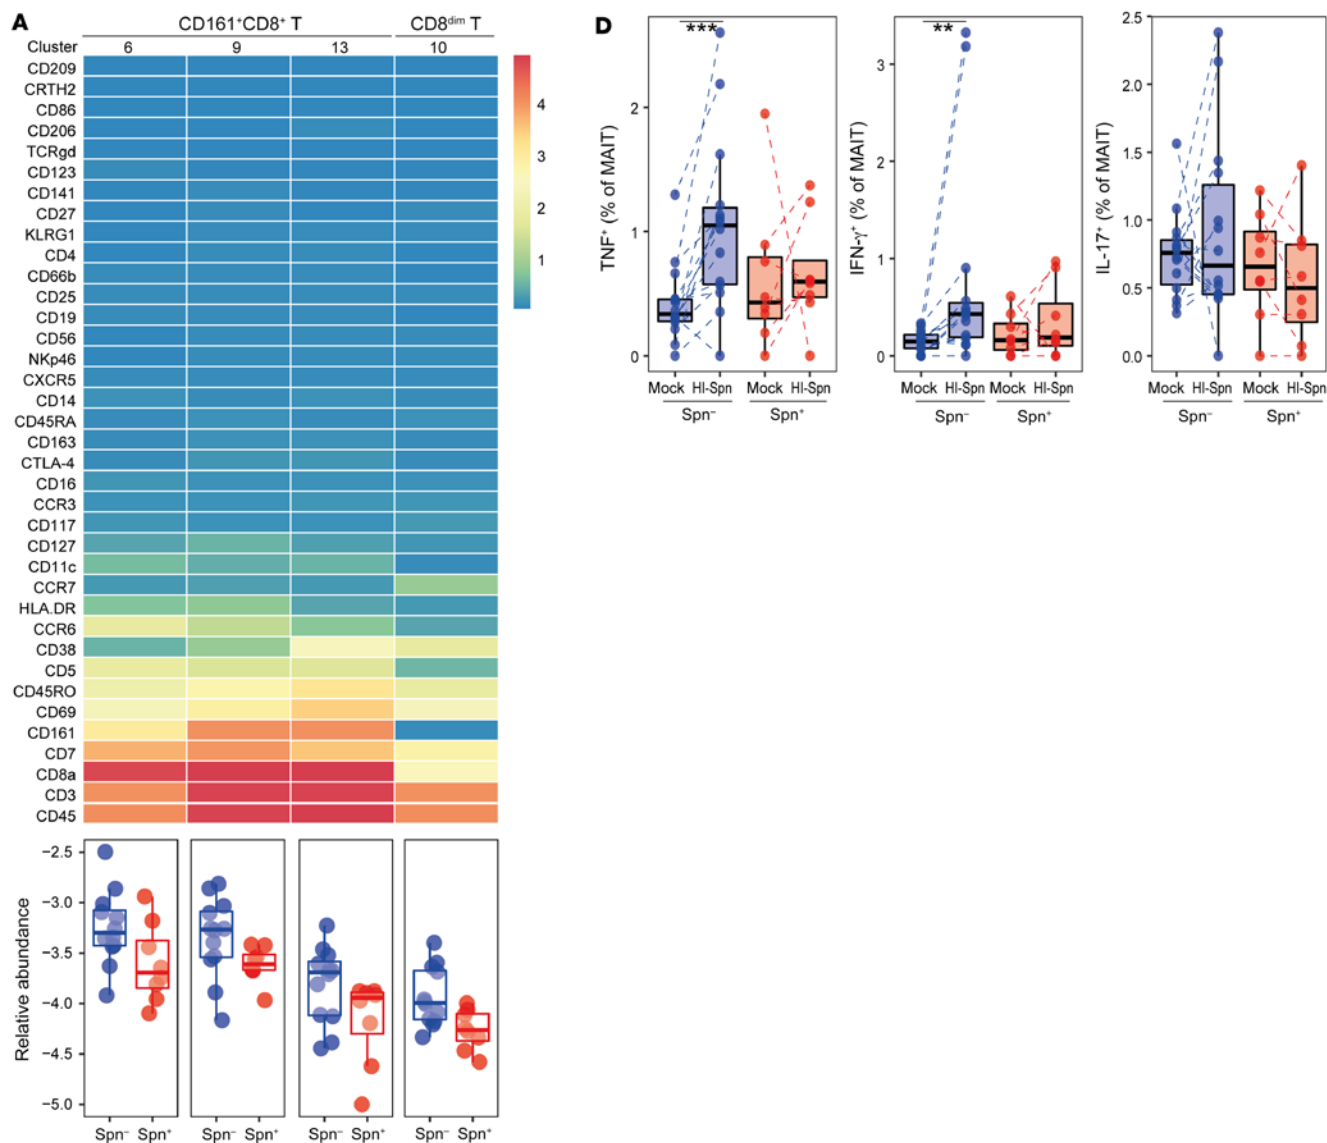 A
CD161⁺CD8⁺ T
CD8ᵈⁱᵐ T
Cluster 6 9 13 10
CD209
CRTH2
CD86
CD206
TCRgd
CD123
CD141
CD27
KLRG1
CD4
CD66b
CD25
CD19
CD56
NKp46
CXCR5
CD14
CD45RA
CD163
CTLA-4
CD16
CCR3
CD117
CD127
CD11c
CCR7
HLA.DR
CCR6
CD38
CD5
CD45RO
CD69
CD161
CD7
CD8a
CD3
CD45
4
3
2
1
Relative abundance
−2.5
−3.0
−3.5
−4.0
−4.5
−5.0
Spn⁻ Spn⁺
Spn⁻ Spn⁺
Spn⁻ Spn⁺
Spn⁻ Spn⁺
D
TNF⁺ (% of MAIT)
2
1
0
***
Mock HI-Spn Mock HI-Spn
Spn⁻ Spn⁺
IFN-γ⁺ (% of MAIT)
3
2
1
0
**
Mock HI-Spn Mock HI-Spn
Spn⁻ Spn⁺
IL-17⁺ (% of MAIT)
2.5
2.0
1.5
1.0
0.5
0.0
Mock HI-Spn Mock HI-Spn
Spn⁻ Spn⁺